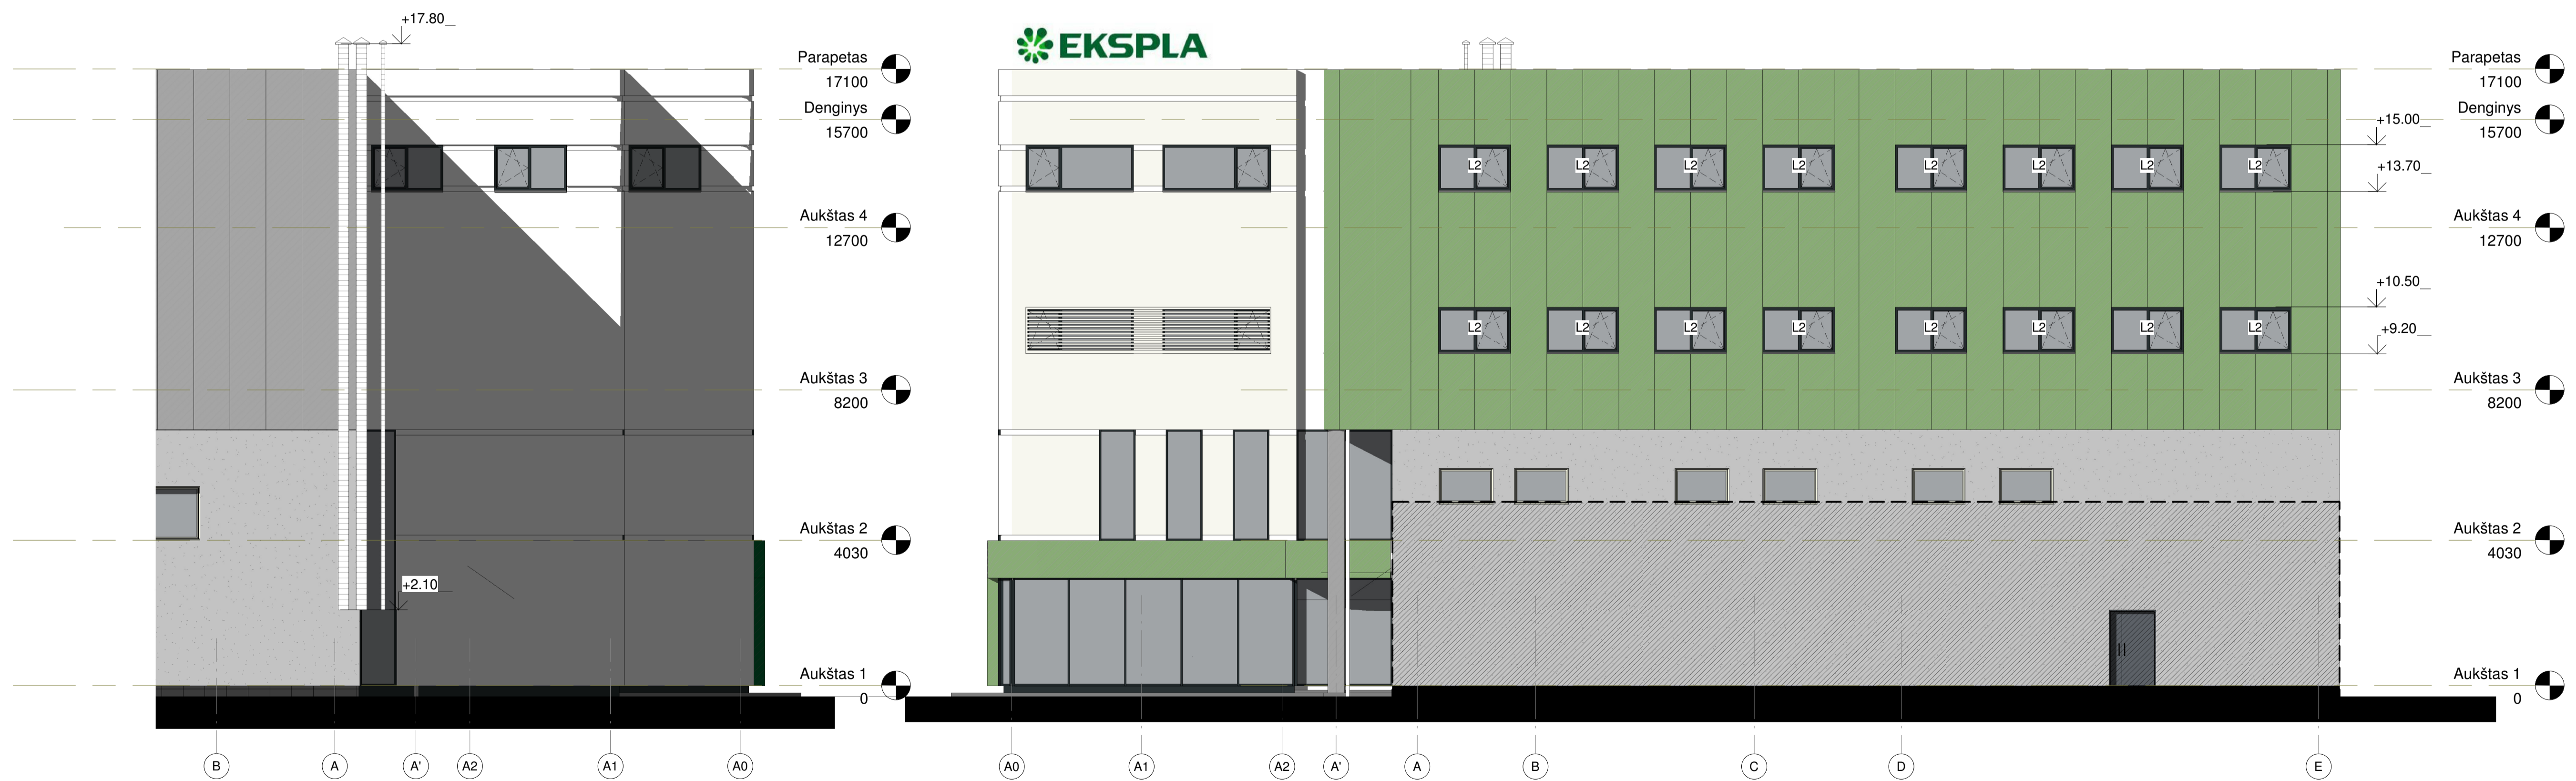 +17.80
Parapetas
17100
Denginys
15700
Aukštas 4
12700
Aukštas 3
8200
Aukštas 2
4030
+2.10
Aukštas 1
0
B
A
A'
A2
A1
A0
EKSPLA
Parapetas
17100
Denginys
15700
+15.00
+13.70
L2 L2 L2 L2 L2 L2 L2 L2
Aukštas 4
12700
+10.50
+9.20
L2 L2 L2 L2 L2 L2 L2 L2
Aukštas 3
8200
Aukštas 2
4030
Aukštas 1
0
A0
A1
A2
A'
A
B
C
D
E